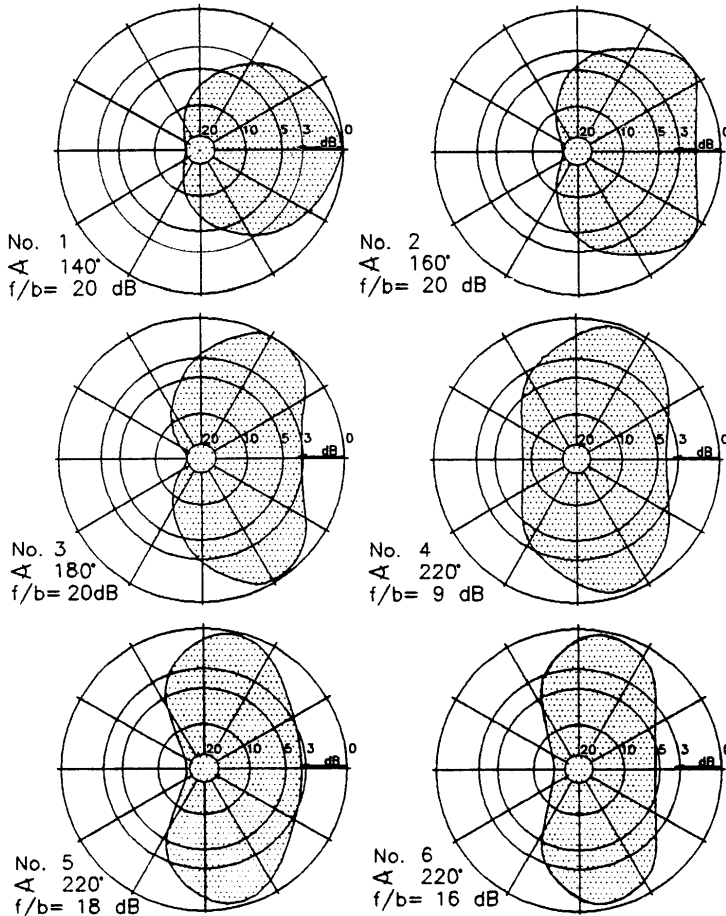 20 10 5 3 0
dB
No. 1
∢ 140°
f/b= 20 dB
20 10 5 3 0
dB
No. 2
∢ 160°
f/b= 20 dB
20 10 5 3 0
dB
No. 3
∢ 180°
f/b= 20dB
20 10 5 3 0
dB
No. 4
∢ 220°
f/b= 9 dB
20 10 5 3 0
dB
No. 5
∢ 220°
f/b= 18 dB
20 10 5 3 6
dB
No. 6
∢ 220°
f/b= 16 dB